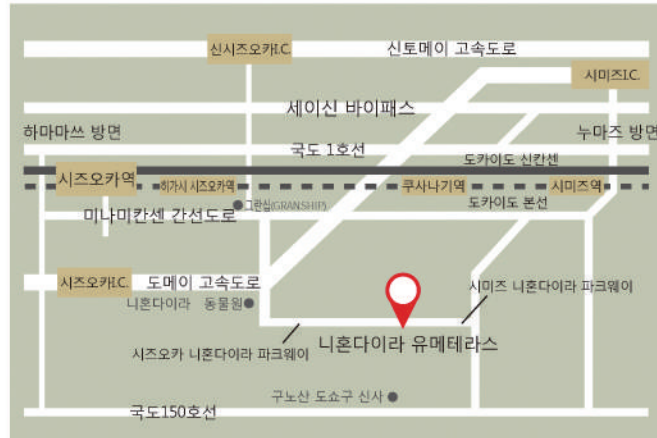 신시즈오카I.C.
신토메이 고속도로
시미즈I.C.
세이신 바이패스
하마마쓰 방면
누마즈 방면
국도 1호선
도카이도 신칸센
시즈오카역
히가시 시즈오카역
쿠사나기역
시미즈역
그란쉽(GRANSHIP)
도카이도 본선
미나미칸센 간선도로
시즈오카I.C.
도메이 고속도로
니혼다이라 동물원
시미즈 니혼다이라 파크웨이
시즈오카 니혼다이라 파크웨이
니혼다이라 유메테라스
구노산 도쇼구 신사
국도150호선